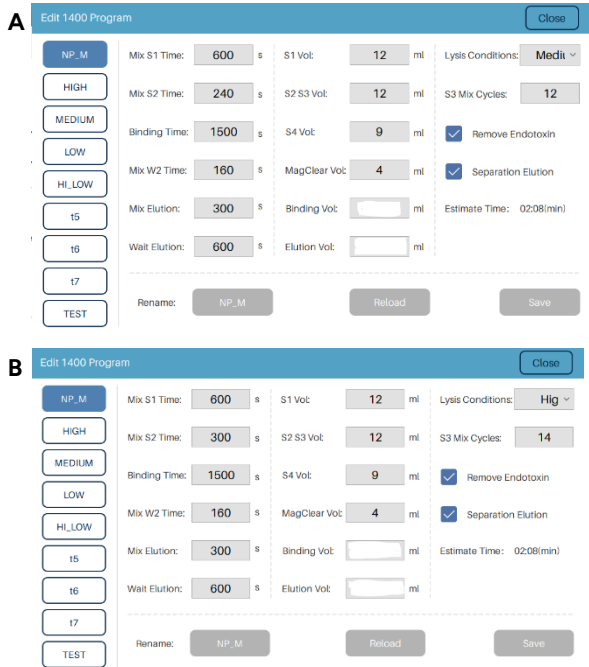 A
Edit 1400 Program Close
NP_M Mix S1 Time: 600 s S1 Vol: 12 ml Lysis Conditions: Medi
HIGH Mix S2 Time: 240 s S2 S3 Vol: 12 ml S3 Mix Cycles: 12
MEDIUM Binding Time: 1500 s S4 Vol: 9 ml Remove Endotoxin
LOW Mix W2 Time: 160 s MagClear Vol: 4 ml Separation Elution
HI_LOW
t5 Mix Elution: 300 s Binding Vol: ml Estimate Time: 02:08(min)
t6 Wait Elution: 600 s Elution Vol: ml
t7
TEST Rename: NP_M Reload Save
B
Edit 1400 Program Close
NP_M Mix S1 Time: 600 s S1 Vol: 12 ml Lysis Conditions: Hig
HIGH Mix S2 Time: 300 s S2 S3 Vol: 12 ml S3 Mix Cycles: 14
MEDIUM Binding Time: 1500 s S4 Vol: 9 ml Remove Endotoxin
LOW Mix W2 Time: 160 s MagClear Vol: 4 ml Separation Elution
HI_LOW
t5 Mix Elution: 300 s Binding Vol: ml Estimate Time: 02:08(min)
t6 Wait Elution: 600 s Elution Vol: ml
t7
TEST Rename: NP_M Reload Save